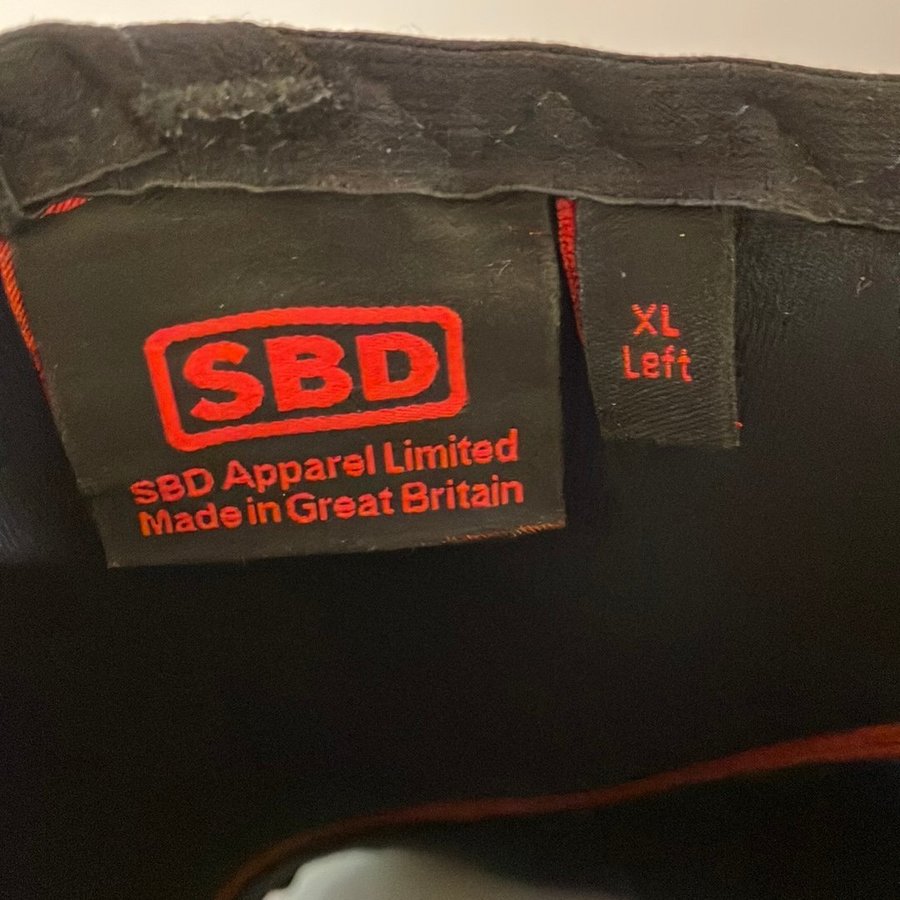 SBD
SBD Apparel Limited
Made in Great Britain
XL
Left